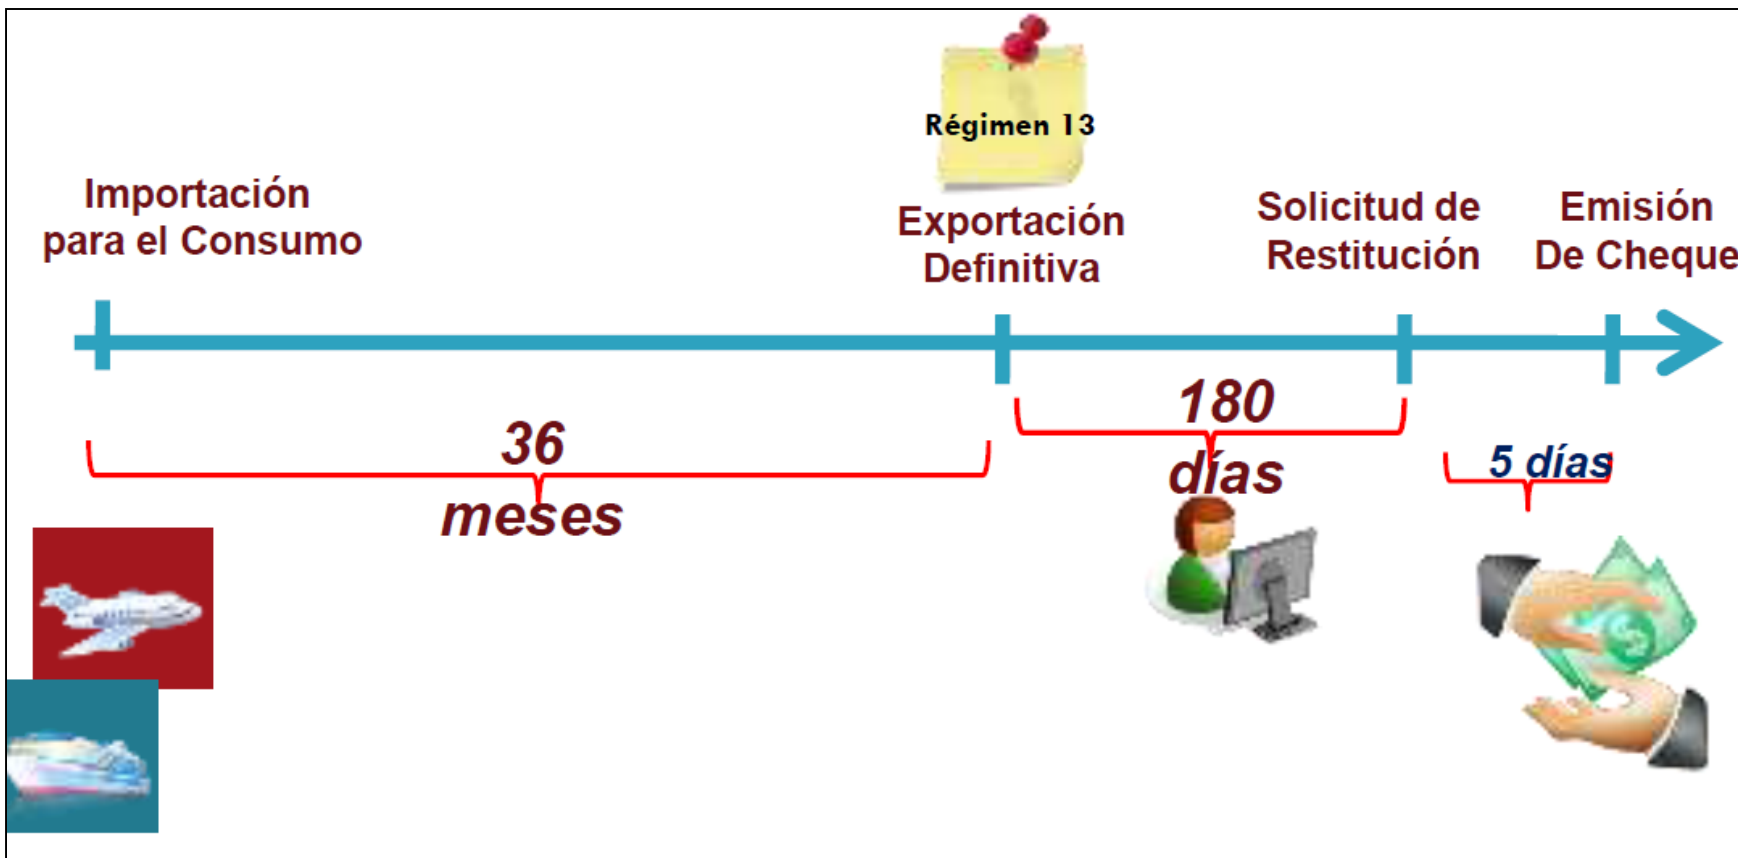 Régimen 13
Importación
para el Consumo
Exportación
Definitiva
Solicitud de
Restitución
Emisión
De Cheque
36
meses
180
días
5 días